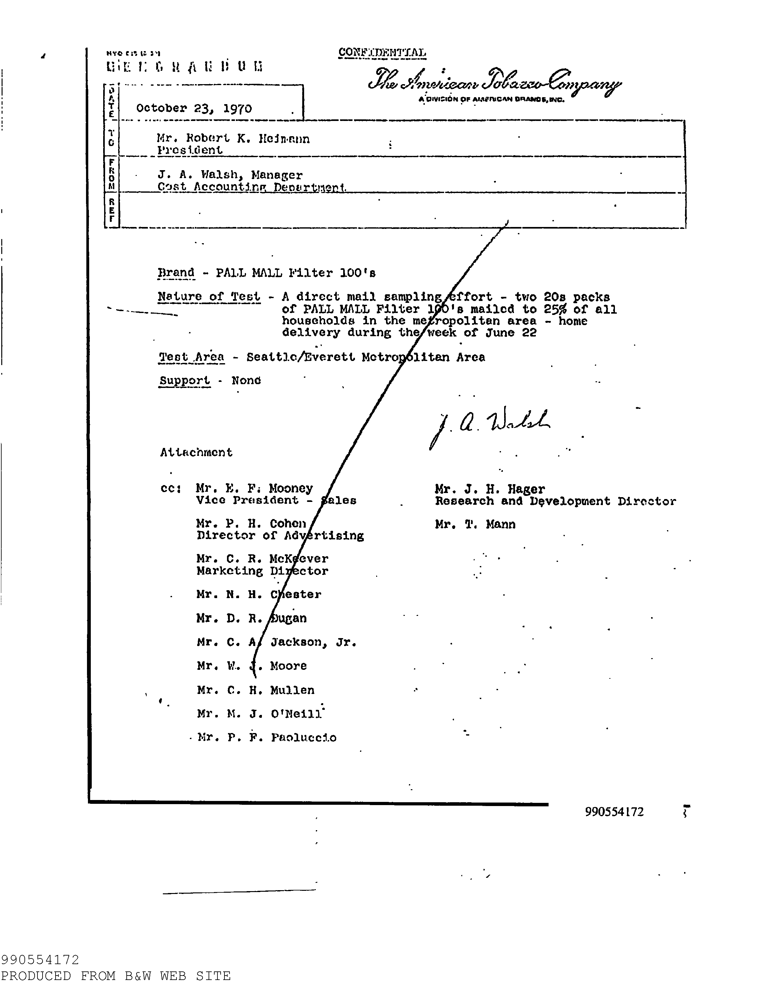 CONFIDENTIAL
MEMORANDUM
The American Tobacco Company
A DIVISION OF AMERICAN BRANDS, INC.
DATE
October 23, 1970
TO
Mr. Robert K. Heimann
President
FROM
J. A. Walsh, Manager
Cost Accounting Department
REF
Brand - PALL MALL Filter 100's
Nature of Test - A direct mail sampling effort - two 20s packs
of PALL MALL Filter 100's mailed to 25% of all
households in the metropolitan area - home
delivery during the week of June 22
Test Area - Seattle/Everett Metropolitan Area
Support - None
J. A. Walsh
Attachment
cc: Mr. E. F. Mooney
Vice President - Sales
Mr. P. H. Cohen
Director of Advertising
Mr. C. R. McKeever
Marketing Director
Mr. N. H. Chester
Mr. D. R. Dugan
Mr. C. A. Jackson, Jr.
Mr. W. J. Moore
Mr. C. H. Mullen
Mr. M. J. O'Neill
Mr. P. F. Paoluccio
Mr. J. H. Hager
Research and Development Director
Mr. T. Mann
990554172
990554172
PRODUCED FROM B&W WEB SITE